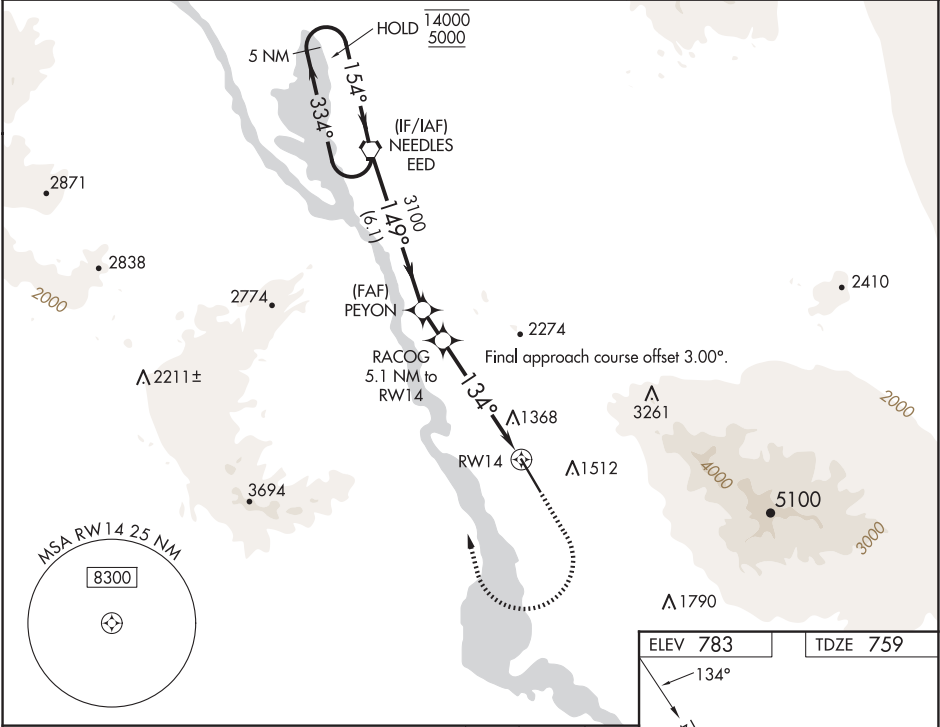 HOLD 14000
5000
5 NM
154°
334°
(IF/IAF)
NEEDLES
EED
3100
149°
(6.1)
2871
2838
2000
2774
2410
(FAF)
PEYON
2274
RACOG
5.1 NM to
RW14
Final approach course offset 3.00°.
2211±
134°
1368
3261
2000
RW14
1512
4000
3694
5100
3000
MSA RW14 25 NM
8300
1790
ELEV 783
TDZE 759
134°